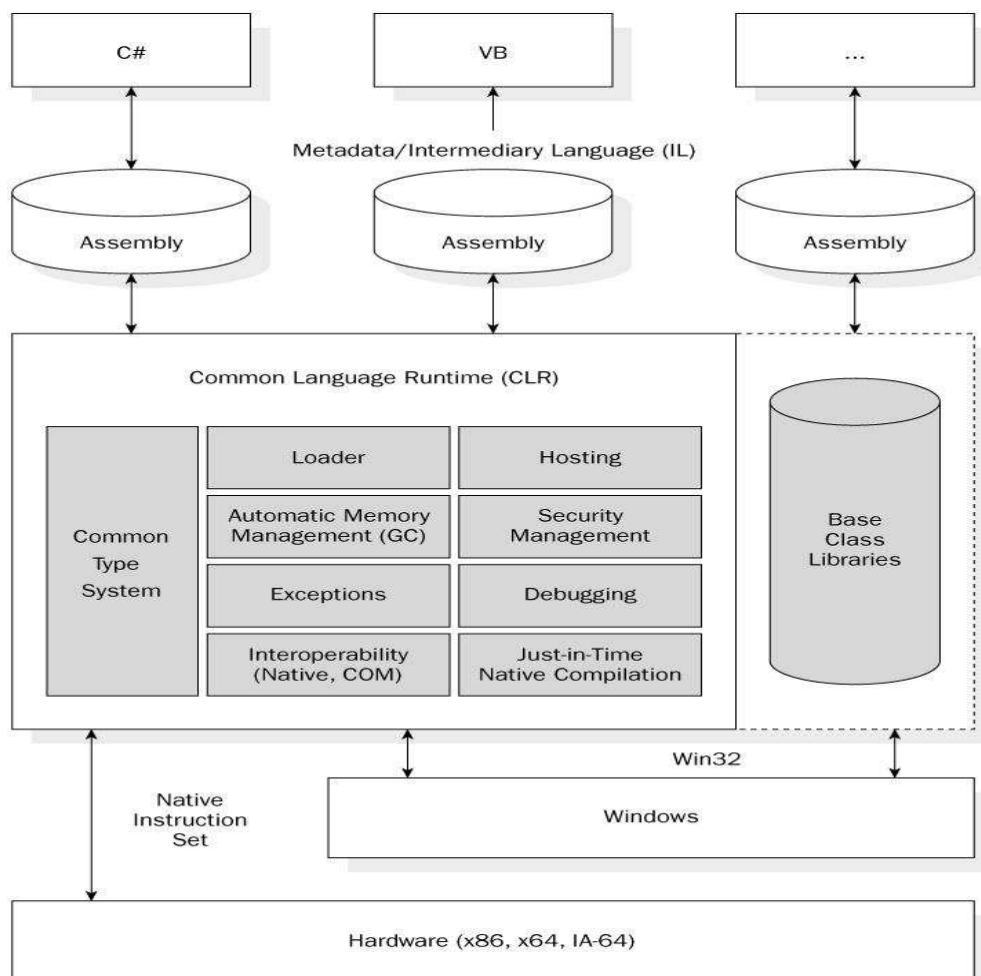 C#
VB
...
Metadata/Intermediary Language (IL)
Assembly
Assembly
Assembly
Common Language Runtime (CLR)
Common
Type
System
Loader
Hosting
Automatic Memory
Management (GC)
Security
Management
Exceptions
Debugging
Interoperability
(Native, COM)
Just-in-Time
Native Compilation
Base
Class
Libraries
Win32
Native
Instruction
Set
Windows
Hardware (x86, x64, IA-64)